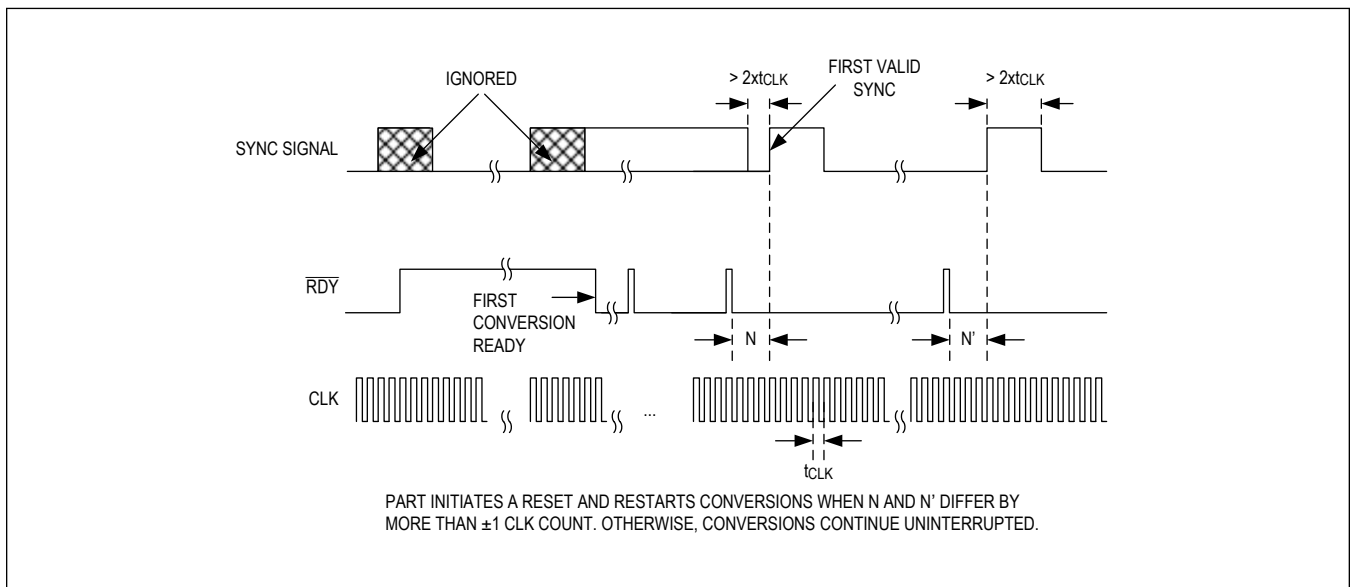 IGNORED
> 2xtCLK
FIRST VALID
SYNC
> 2xtCLK
SYNC SIGNAL
RDY
FIRST
CONVERSION
READY
N
N'
CLK
...
tCLK
PART INITIATES A RESET AND RESTARTS CONVERSIONS WHEN N AND N’ DIFFER BY
MORE THAN ±1 CLK COUNT. OTHERWISE, CONVERSIONS CONTINUE UNINTERRUPTED.